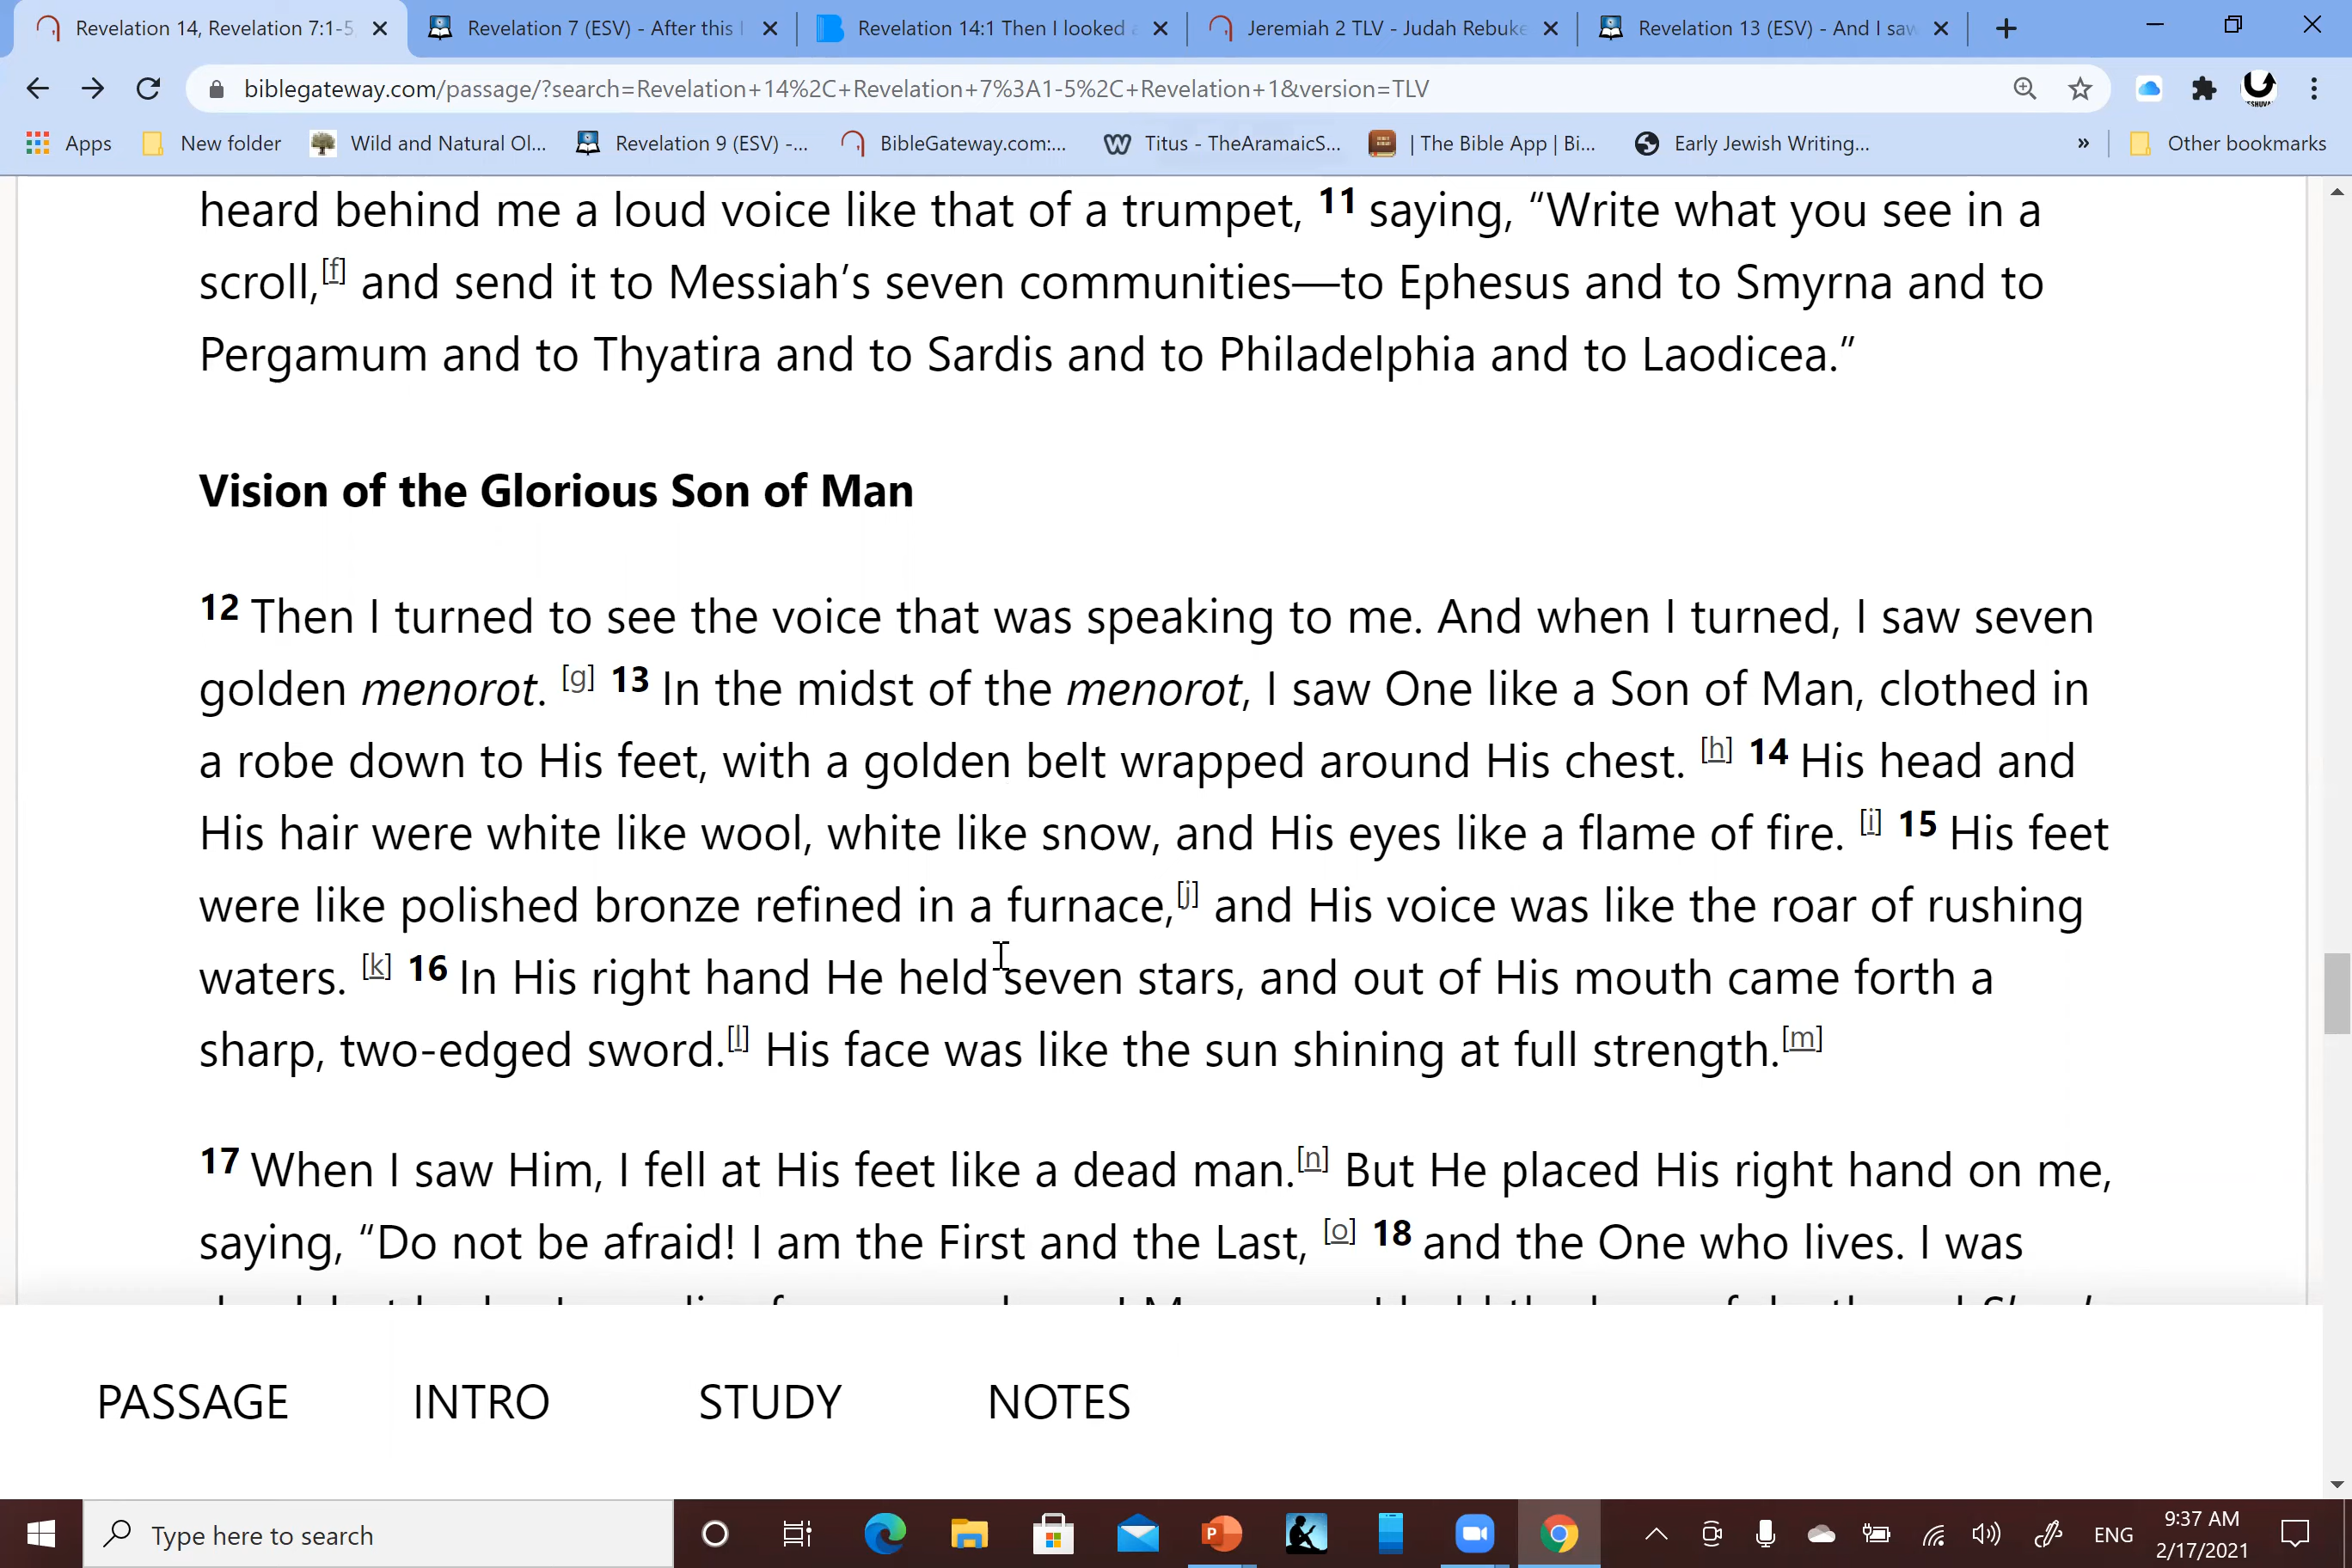 Revelation 14, Revelation 7:1-5
Revelation 7 (ESV) - After this I
Revelation 14:1 Then I looked a
Jeremiah 2 TLV - Judah Rebuke
Revelation 13 (ESV) - And I saw
biblegateway.com/passage/?search=Revelation+14%2C+Revelation+7%3A1-5%2C+Revelation+1&version=TLV
Apps New folder Wild and Natural Ol... Revelation 9 (ESV) -... BibleGateway.com:... Titus - TheAramaicS... | The Bible App | Bi... Early Jewish Writing... » Other bookmarks
heard behind me a loud voice like that of a trumpet, 11 saying, “Write what you see in a
scroll,[f] and send it to Messiah’s seven communities—to Ephesus and to Smyrna and to
Pergamum and to Thyatira and to Sardis and to Philadelphia and to Laodicea.”
Vision of the Glorious Son of Man
12 Then I turned to see the voice that was speaking to me. And when I turned, I saw seven
golden menorot. [g] 13 In the midst of the menorot, I saw One like a Son of Man, clothed in
a robe down to His feet, with a golden belt wrapped around His chest. [h] 14 His head and
His hair were white like wool, white like snow, and His eyes like a flame of fire. [i] 15 His feet
were like polished bronze refined in a furnace,[j] and His voice was like the roar of rushing
waters. [k] 16 In His right hand He held seven stars, and out of His mouth came forth a
sharp, two-edged sword.[l] His face was like the sun shining at full strength.[m]
17 When I saw Him, I fell at His feet like a dead man.[n] But He placed His right hand on me,
saying, “Do not be afraid! I am the First and the Last, [o] 18 and the One who lives. I was
PASSAGE INTRO STUDY NOTES
Type here to search
ENG
9:37 AM
2/17/2021